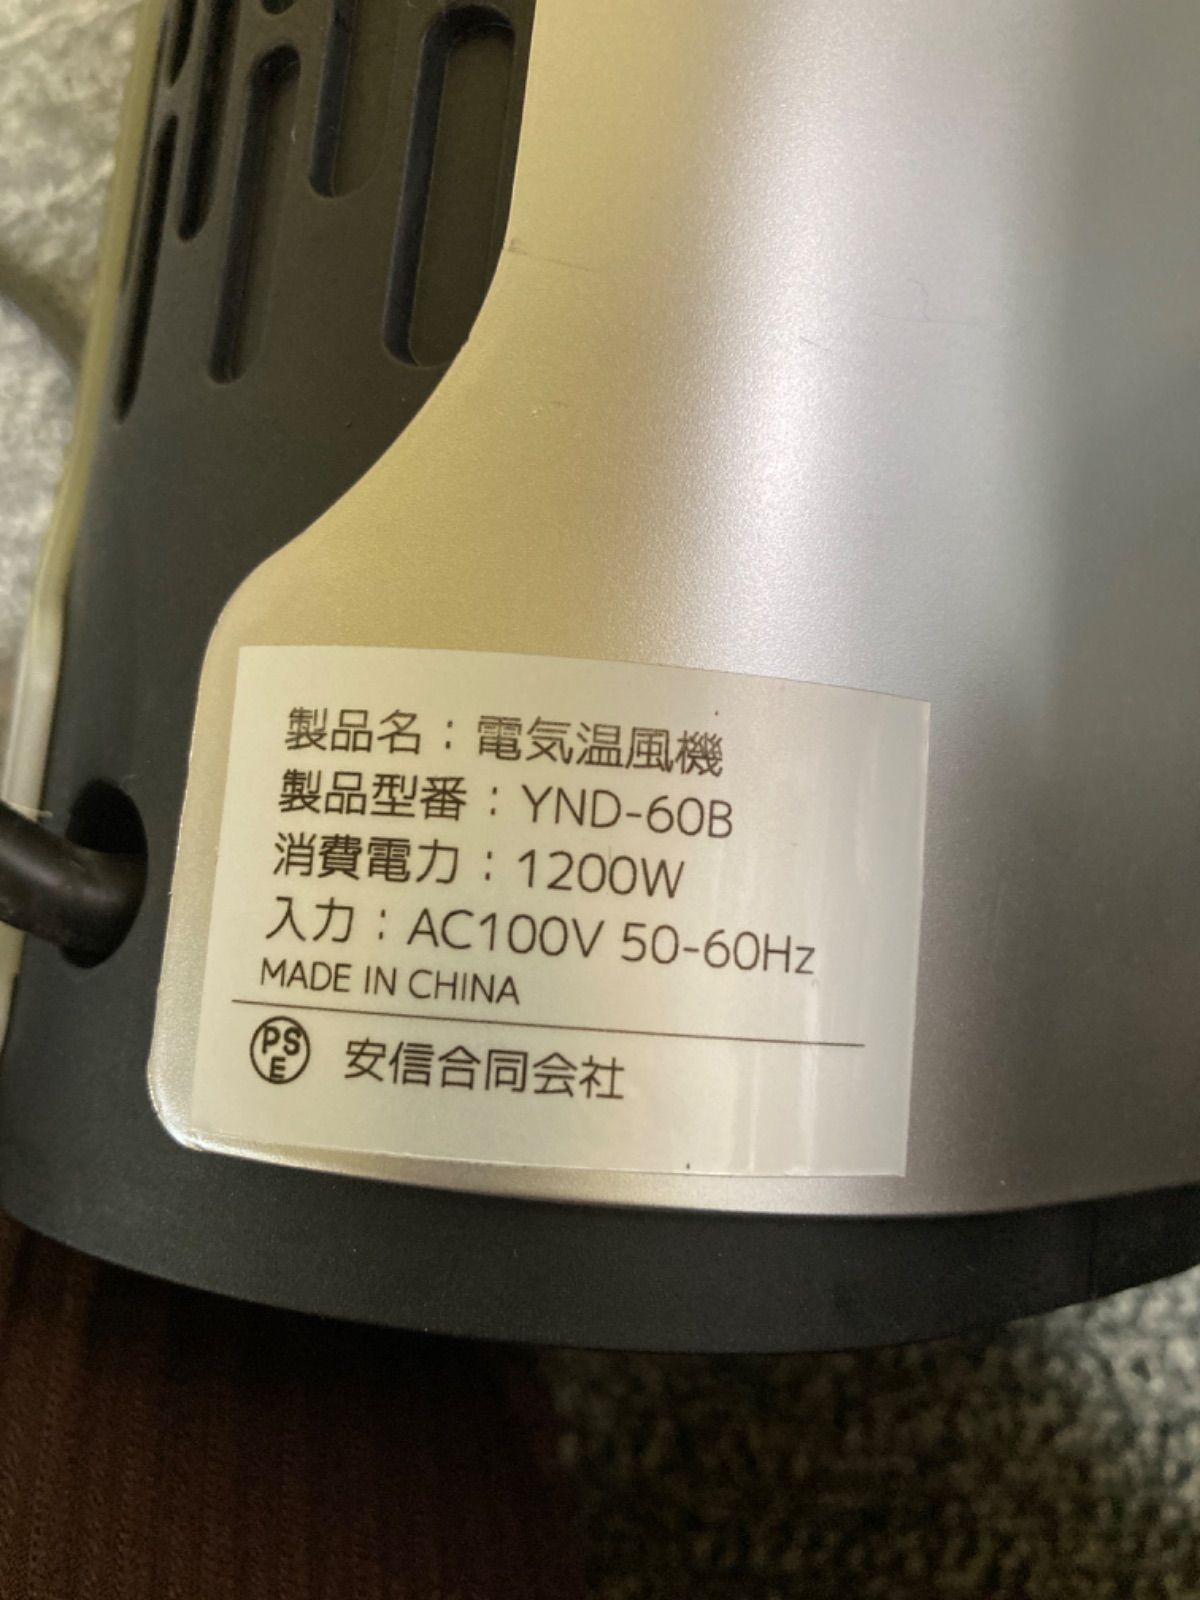 製品名：電気温風機
製品型番：YND-60B
消費電力：1200W
入力：AC100V 50-60Hz
MADE IN CHINA
PSE 安信合同会社